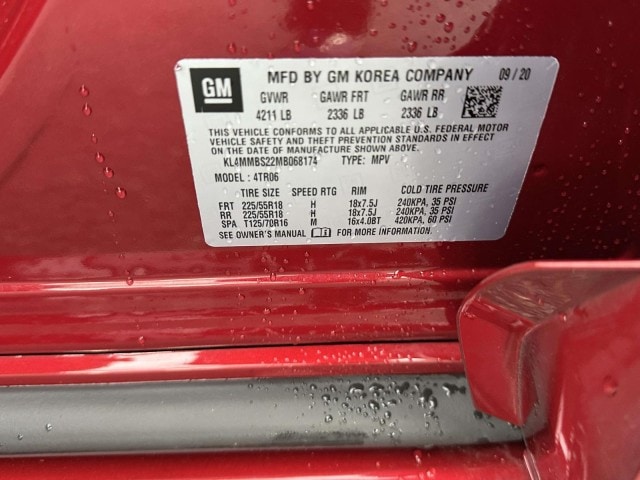 GM MFD BY GM KOREA COMPANY 09/20
GVWR GAWR FRT GAWR RR
4211 LB 2336 LB 2336 LB
THIS VEHICLE CONFORMS TO ALL APPLICABLE U.S. FEDERAL MOTOR
VEHICLE SAFETY AND THEFT PREVENTION STANDARDS IN EFFECT
ON THE DATE OF MANUFACTURE SHOWN ABOVE.
KL4MMBS22MB068174 TYPE: MPV
MODEL: 4TR06
TIRE SIZE SPEED RTG RIM COLD TIRE PRESSURE
FRT 225/55R18 H 18x7.5J 240KPA, 35 PSI
RR 225/55R18 H 18x7.5J 240KPA, 35 PSI
SPA T125/70R16 M 16x4.0BT 420KPA, 60 PSI
SEE OWNER'S MANUAL FOR MORE INFORMATION.